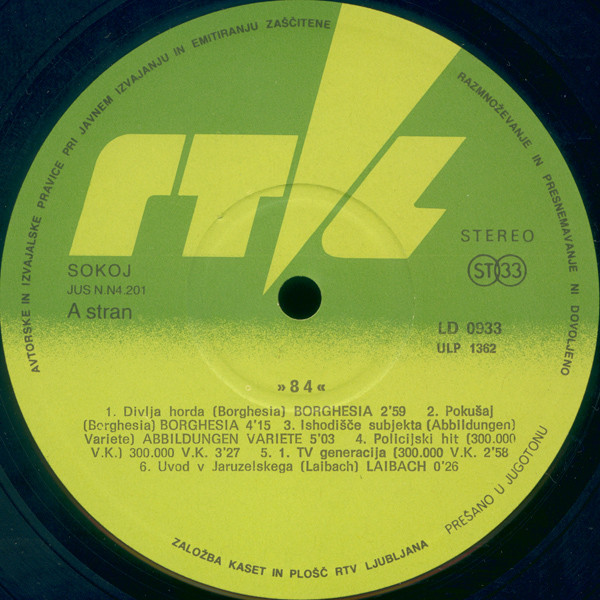 AVTORSKE IN IZVAJALSKE PRAVICE PRI JAVNEM IZVAJANJU IN EMITIRANJU ZAŠČITENE
RAZMNOŽEVANJE IN PRESNEMAVANJE NI DOVOLJENO
rtl
STEREO
SOKOJ
JUS N.N4.201
ST 33
A stran
LD 0933
ULP 1362
»84«
1. Divlja horda (Borghesia) BORGHESIA 2'59 2. Pokušaj
(Borghesia) BORGHESIA 4'15 3. Ishodišče subjekta (Abbildungen)
Variete) ABBILDUNGEN VARIETE 5'03 4. Policijski hit (300.000
V.K.) 300.000 V.K. 3'27 5. 1. TV generacija (300.000 V.K. 2'58
6. Uvod v Jaruzelskega (Laibach) LAIBACH 0'26
PREŠANO U JUGOTONU
ZALOŽBA KASET IN PLOŠČ RTV LJUBLJANA